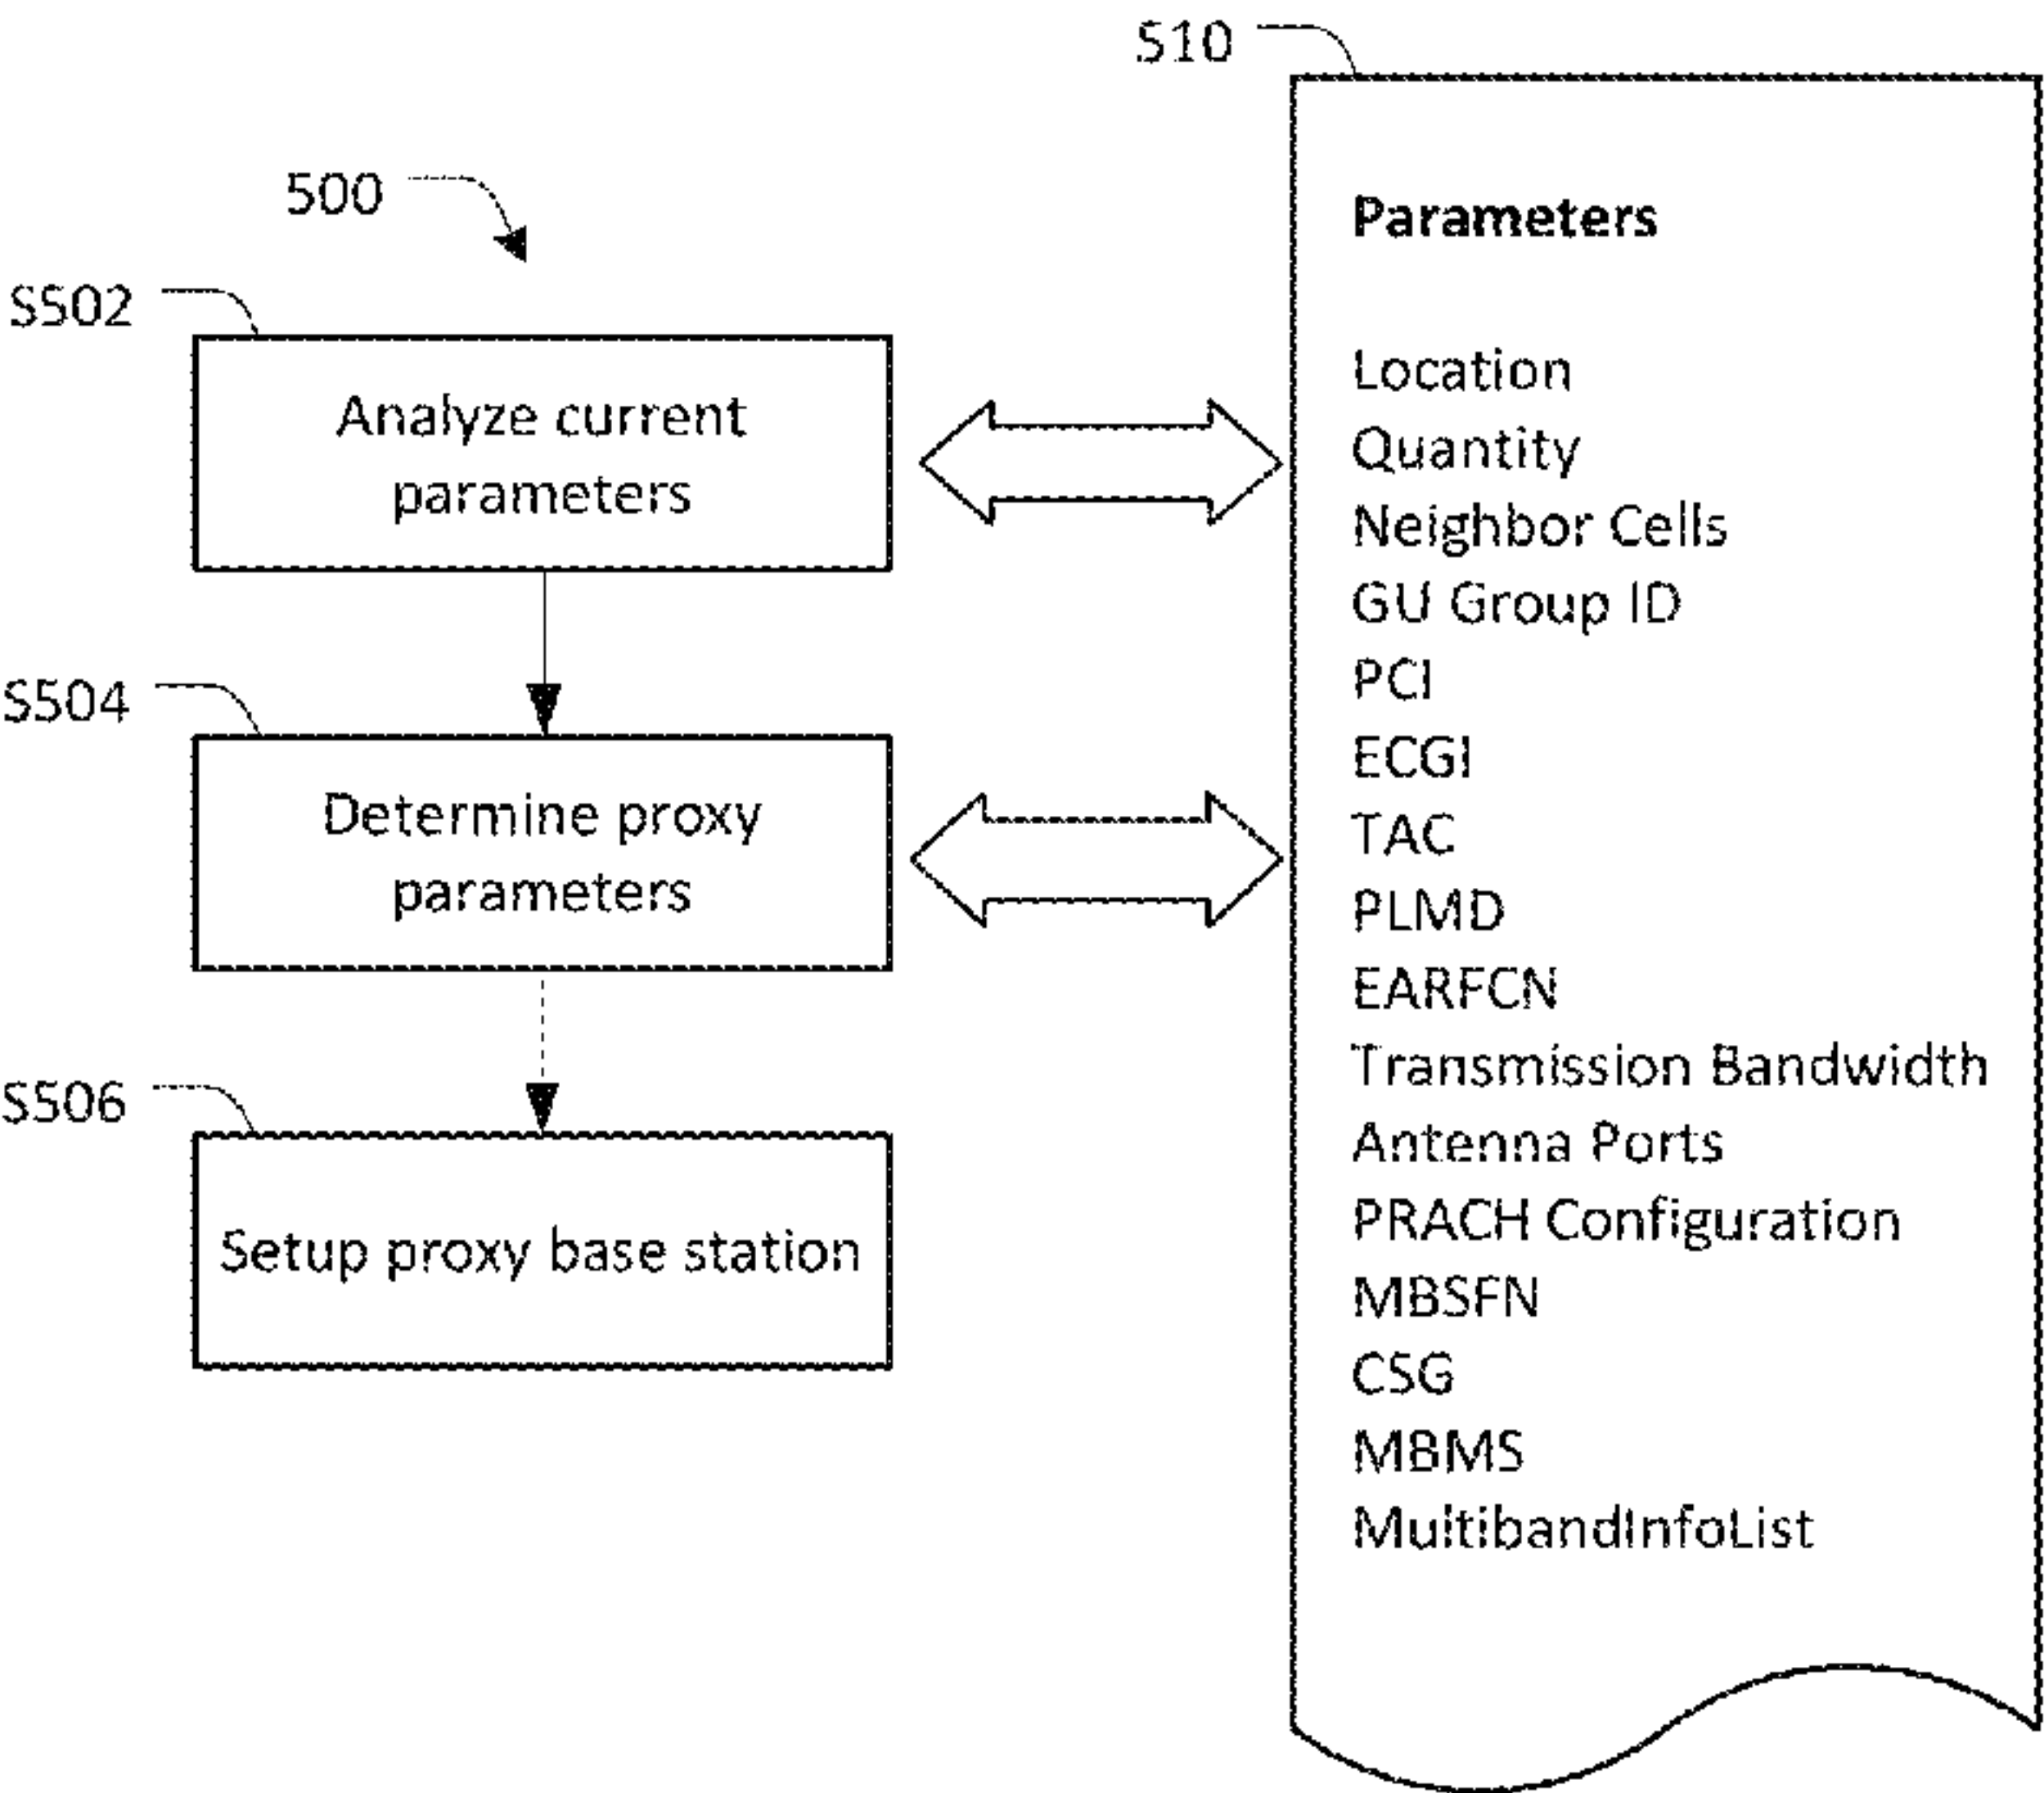 510
500
Parameters
S502
Analyze current
parameters
Location
Quantity
Neighbor Cells
GU Group ID
PCI
ECGI
TAC
PLMD
EARFCN
Transmission Bandwidth
Antenna Ports
PRACH Configuration
MBSFN
CSG
MBMS
MultibandInfoList
S504
Determine proxy
parameters
S506
Setup proxy base station